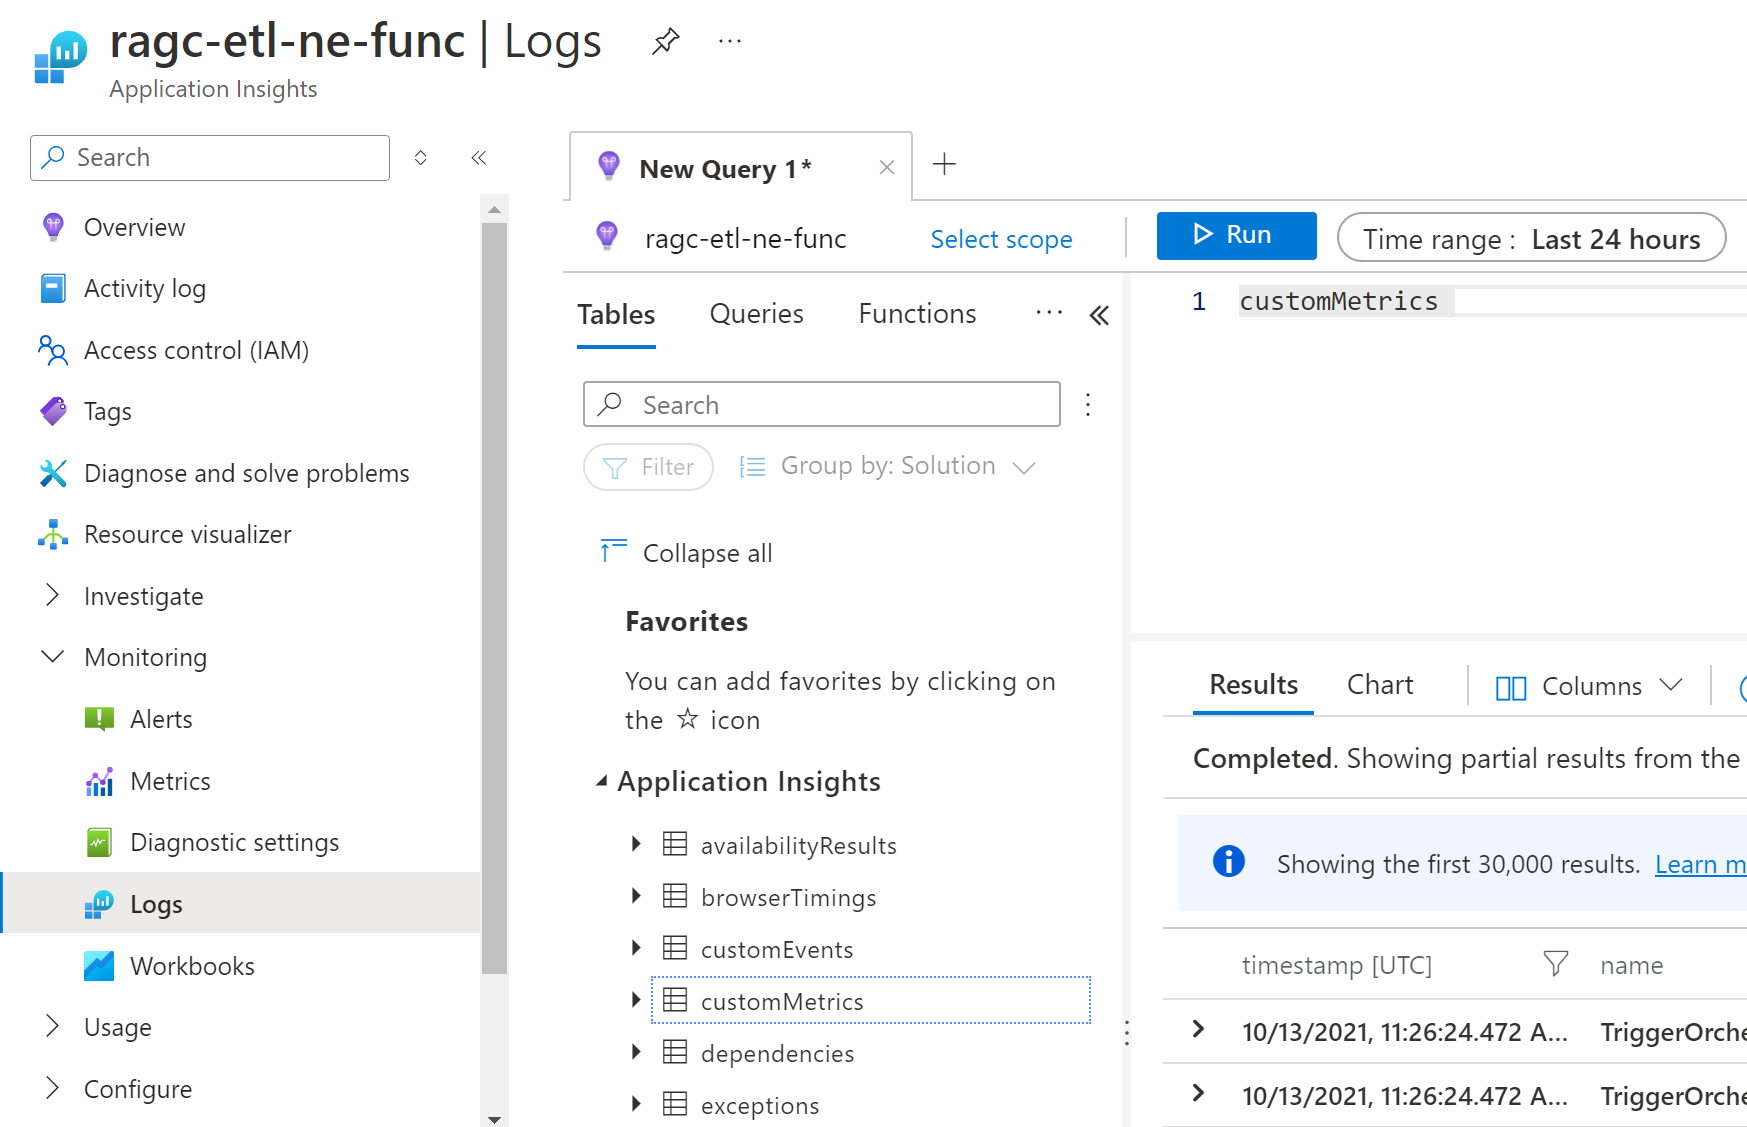 ragc-etl-ne-func | Logs
Application Insights
Search
Overview
Activity log
Access control (IAM)
Tags
Diagnose and solve problems
Resource visualizer
Investigate
Monitoring
Alerts
Metrics
Diagnostic settings
Logs
Workbooks
Usage
Configure
New Query 1*
ragc-etl-ne-func
Select scope
Run
Time range : Last 24 hours
Tables Queries Functions
Search
Filter Group by: Solution
Collapse all
Favorites
You can add favorites by clicking on
the ☆ icon
Application Insights
availabilityResults
browserTimings
customEvents
customMetrics
dependencies
exceptions
1 customMetrics
Results Chart Columns
Completed. Showing partial results from the
Showing the first 30,000 results. Learn m
timestamp [UTC] name
10/13/2021, 11:26:24.472 A... TriggerOrche
10/13/2021, 11:26:24.472 A... TriggerOrche